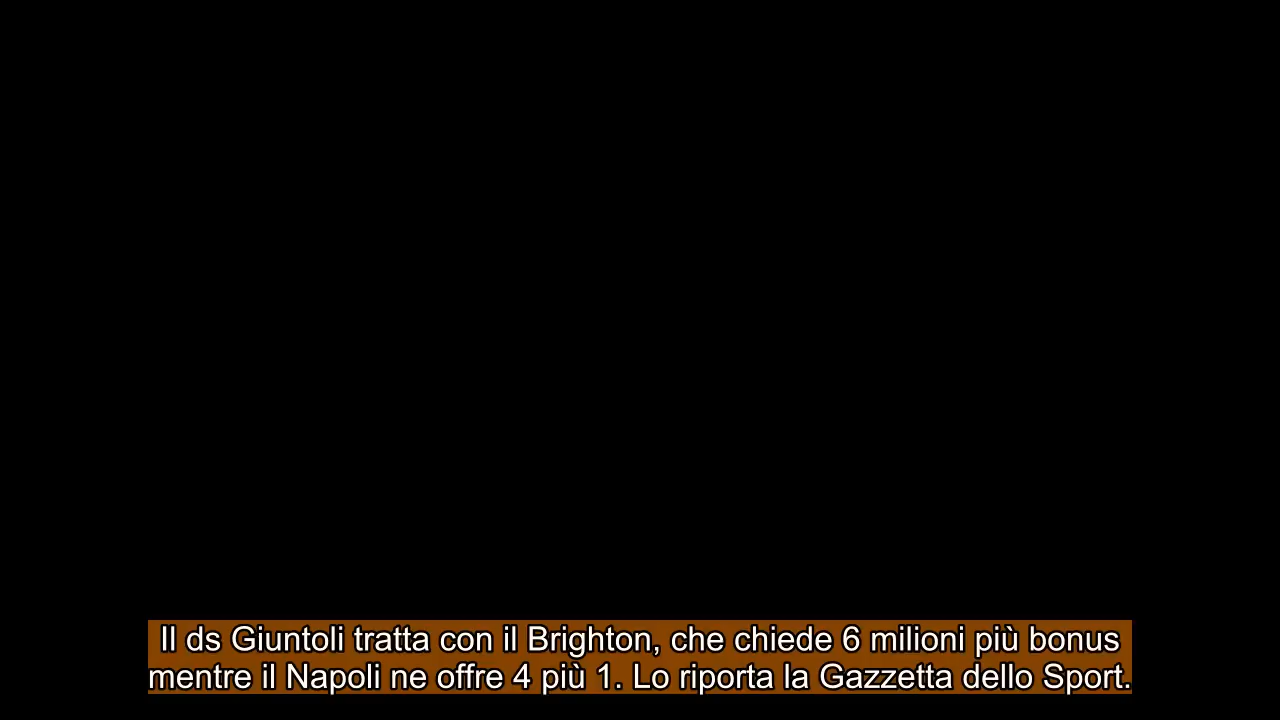 Il ds Giuntoli tratta con il Brighton, che chiede 6 milioni più bonus
mentre il Napoli ne offre 4 più 1. Lo riporta la Gazzetta dello Sport.